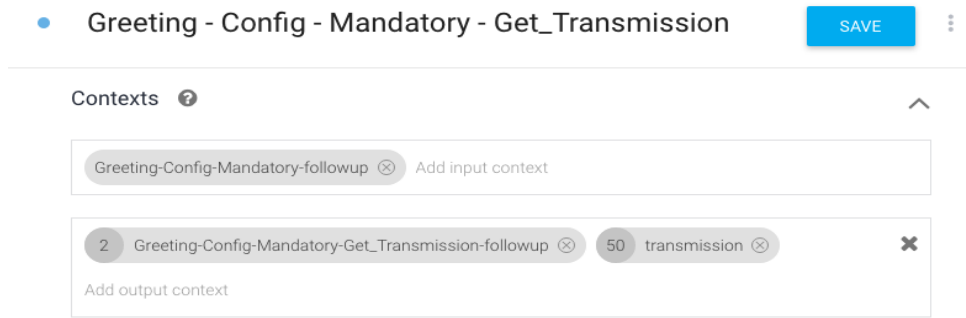 Greeting - Config - Mandatory - Get_Transmission SAVE
Contexts ?
Greeting-Config-Mandatory-followup Add input context
2 Greeting-Config-Mandatory-Get_Transmission-followup 50 transmission
Add output context